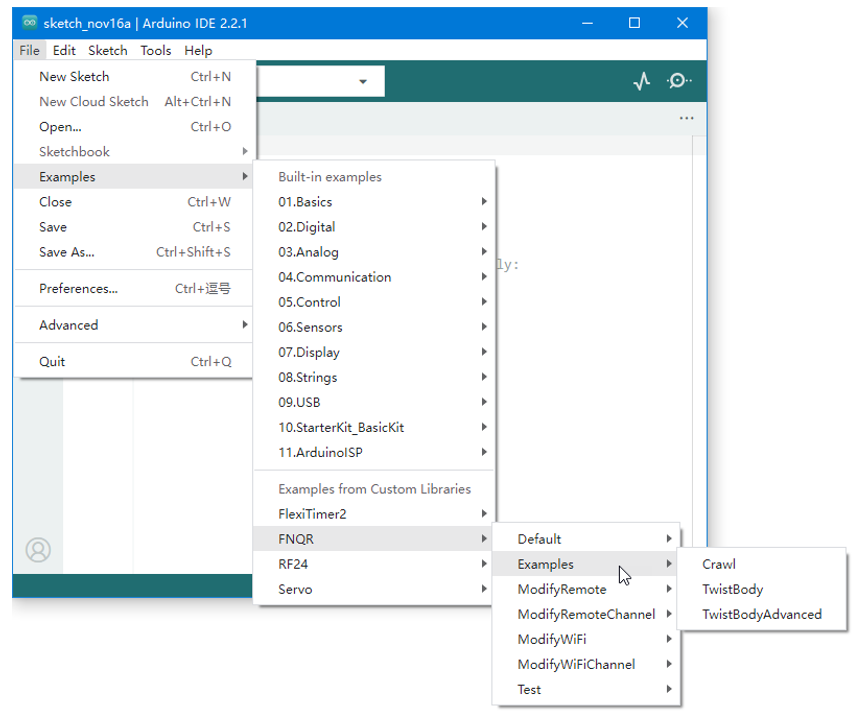 sketch_nov16a | Arduino IDE 2.2.1
File Edit Sketch Tools Help
New Sketch Ctrl+N
New Cloud Sketch Alt+Ctrl+N
Open... Ctrl+O
Sketchbook
Examples
Close Ctrl+W
Save Ctrl+S
Save As... Ctrl+Shift+S
Preferences... Ctrl+逗号
Advanced
Quit Ctrl+Q
Built-in examples
01.Basics
02.Digital
03.Analog
04.Communication
05.Control
06.Sensors
07.Display
08.Strings
09.USB
10.StarterKit_BasicKit
11.ArduinoISP
Examples from Custom Libraries
FlexiTimer2
FNQR
RF24
Servo
ly:
Default
Examples
ModifyRemote
ModifyRemoteChannel
ModifyWiFi
ModifyWiFiChannel
Test
Crawl
TwistBody
TwistBodyAdvanced